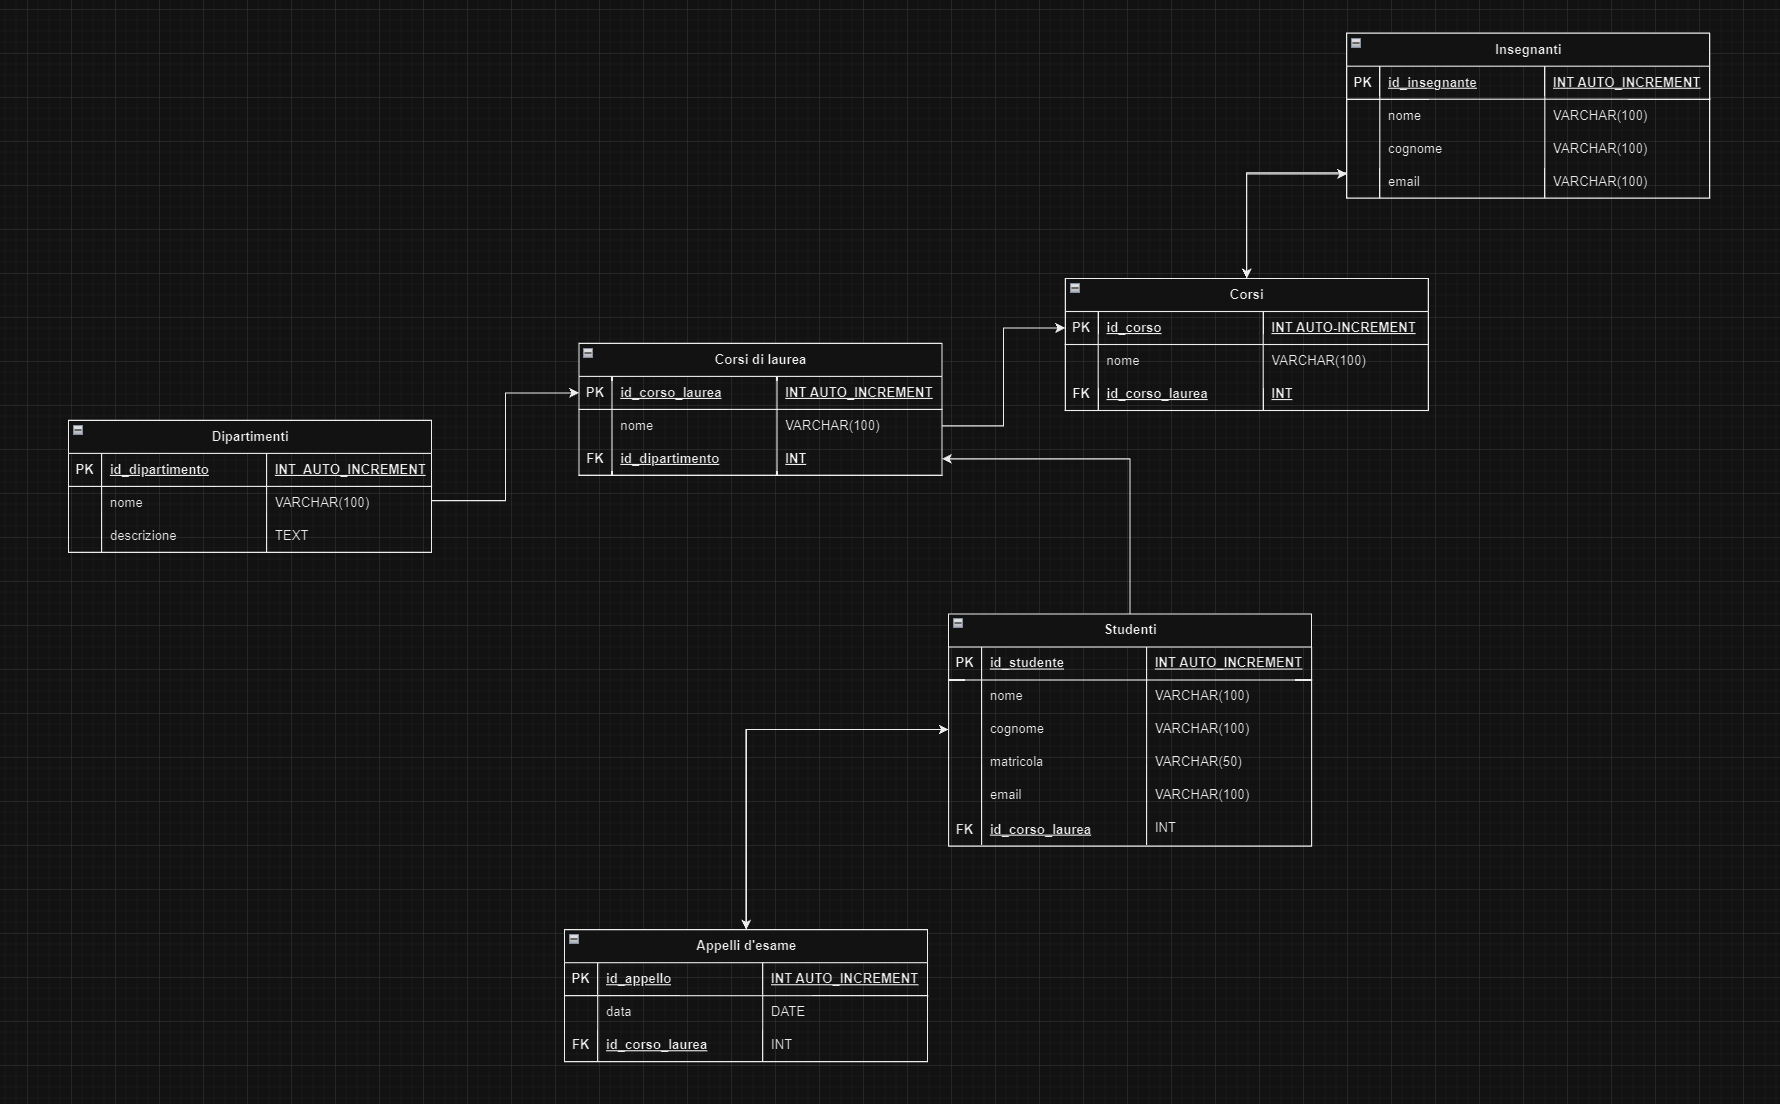 Insegnanti
PK id_insegnante INT AUTO_INCREMENT
nome VARCHAR(100)
cognome VARCHAR(100)
email VARCHAR(100)
Corsi
PK id_corso INT AUTO-INCREMENT
nome VARCHAR(100)
FK id_corso_laurea INT
Corsi di laurea
PK id_corso_laurea INT AUTO_INCREMENT
nome VARCHAR(100)
FK id_dipartimento INT
Dipartimenti
PK id_dipartimento INT AUTO_INCREMENT
nome VARCHAR(100)
descrizione TEXT
Studenti
PK id_studente INT AUTO_INCREMENT
nome VARCHAR(100)
cognome VARCHAR(100)
matricola VARCHAR(50)
email VARCHAR(100)
FK id_corso_laurea INT
Appelli d'esame
PK id_appello INT AUTO_INCREMENT
data DATE
FK id_corso_laurea INT